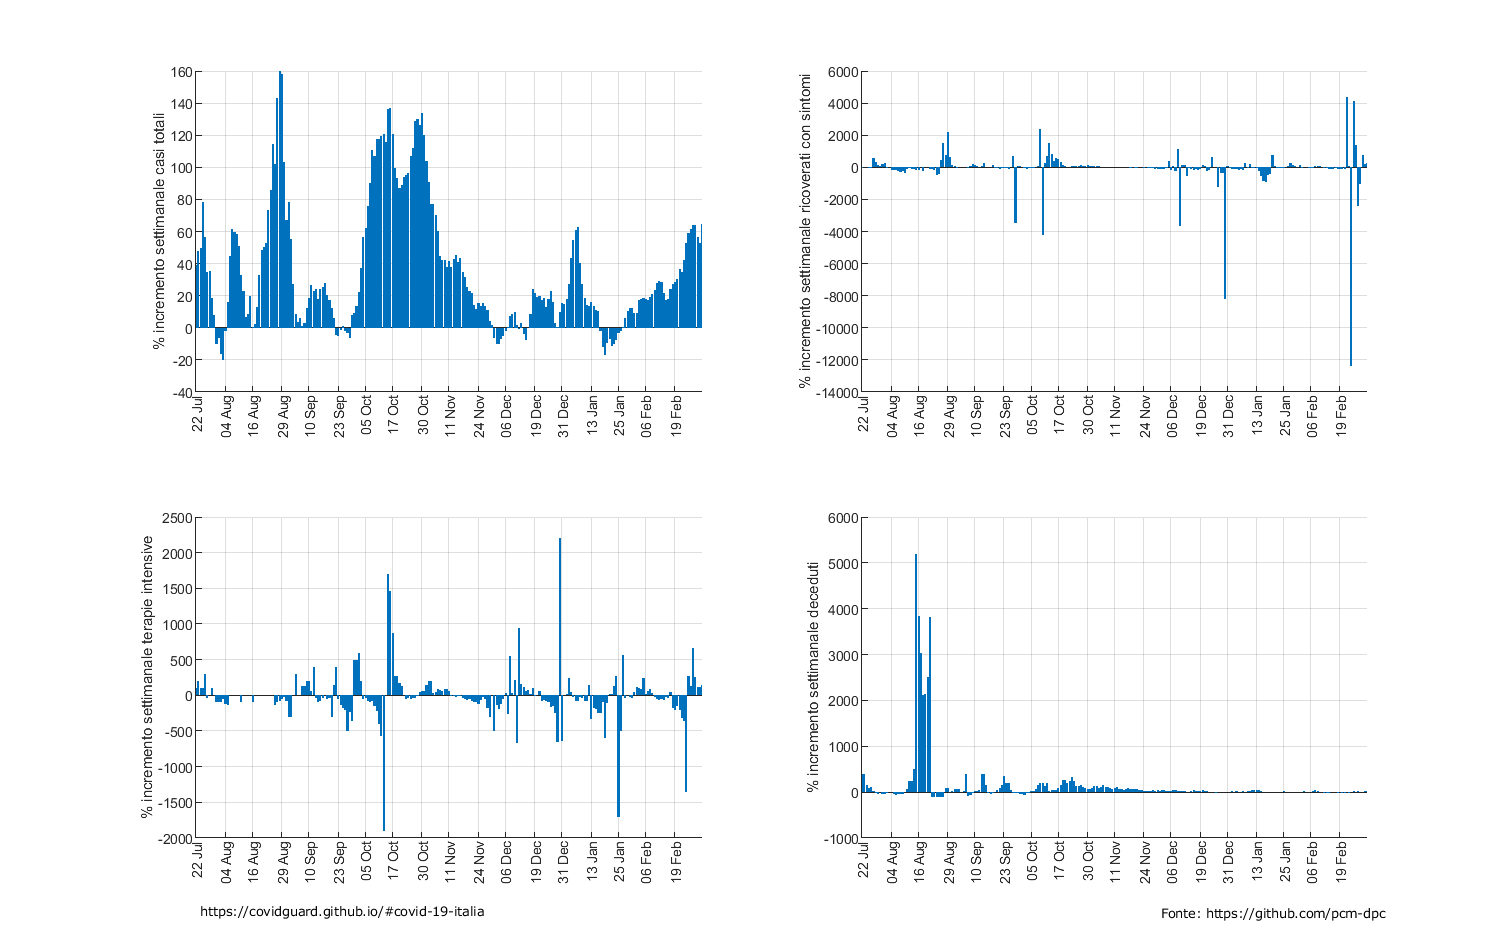 % incremento settimanale casi totali
160
140
120
100
80
60
40
20
0
-20
-40
22 Jul
04 Aug
16 Aug
29 Aug
10 Sep
23 Sep
05 Oct
17 Oct
30 Oct
11 Nov
24 Nov
06 Dec
19 Dec
31 Dec
13 Jan
25 Jan
06 Feb
19 Feb
% incremento settimanale ricoverati con sintomi
6000
4000
2000
0
-2000
-4000
-6000
-8000
-10000
-12000
-14000
22 Jul
04 Aug
16 Aug
29 Aug
10 Sep
23 Sep
05 Oct
17 Oct
30 Oct
11 Nov
24 Nov
06 Dec
19 Dec
31 Dec
13 Jan
25 Jan
06 Feb
19 Feb
% incremento settimanale terapie intensive
2500
2000
1500
1000
500
0
-500
-1000
-1500
-2000
22 Jul
04 Aug
16 Aug
29 Aug
10 Sep
23 Sep
05 Oct
17 Oct
30 Oct
11 Nov
24 Nov
06 Dec
19 Dec
31 Dec
13 Jan
25 Jan
06 Feb
19 Feb
% incremento settimanale deceduti
6000
5000
4000
3000
2000
1000
0
-1000
22 Jul
04 Aug
16 Aug
29 Aug
10 Sep
23 Sep
05 Oct
17 Oct
30 Oct
11 Nov
24 Nov
06 Dec
19 Dec
31 Dec
13 Jan
25 Jan
06 Feb
19 Feb
https://covidguard.github.io/#covid-19-italia
Fonte: https://github.com/pcm-dpc